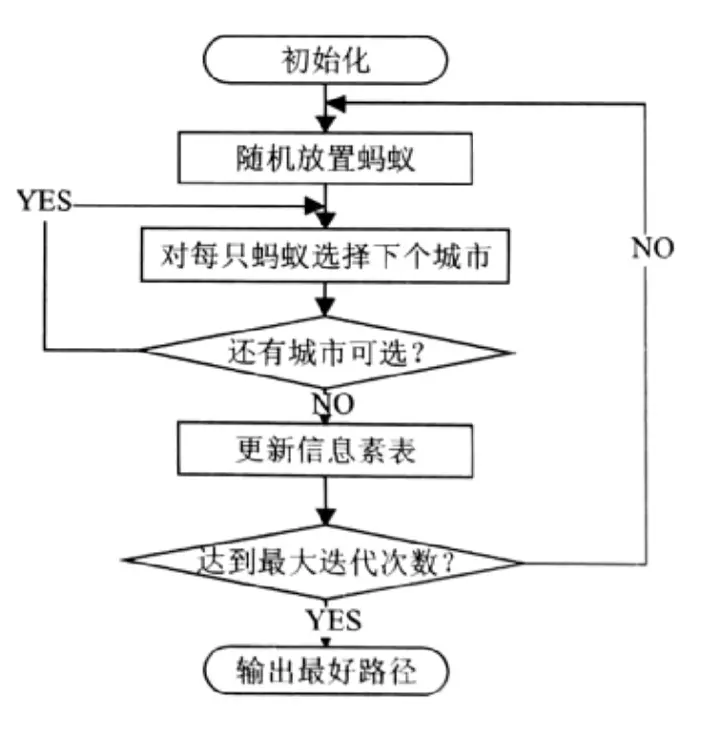 初始化
随机放置蚂蚁
YES
对每只蚂蚁选择下个城市
NO
还有城市可选?
NO
更新信息素表
达到最大迭代次数?
YES
输出最好路径